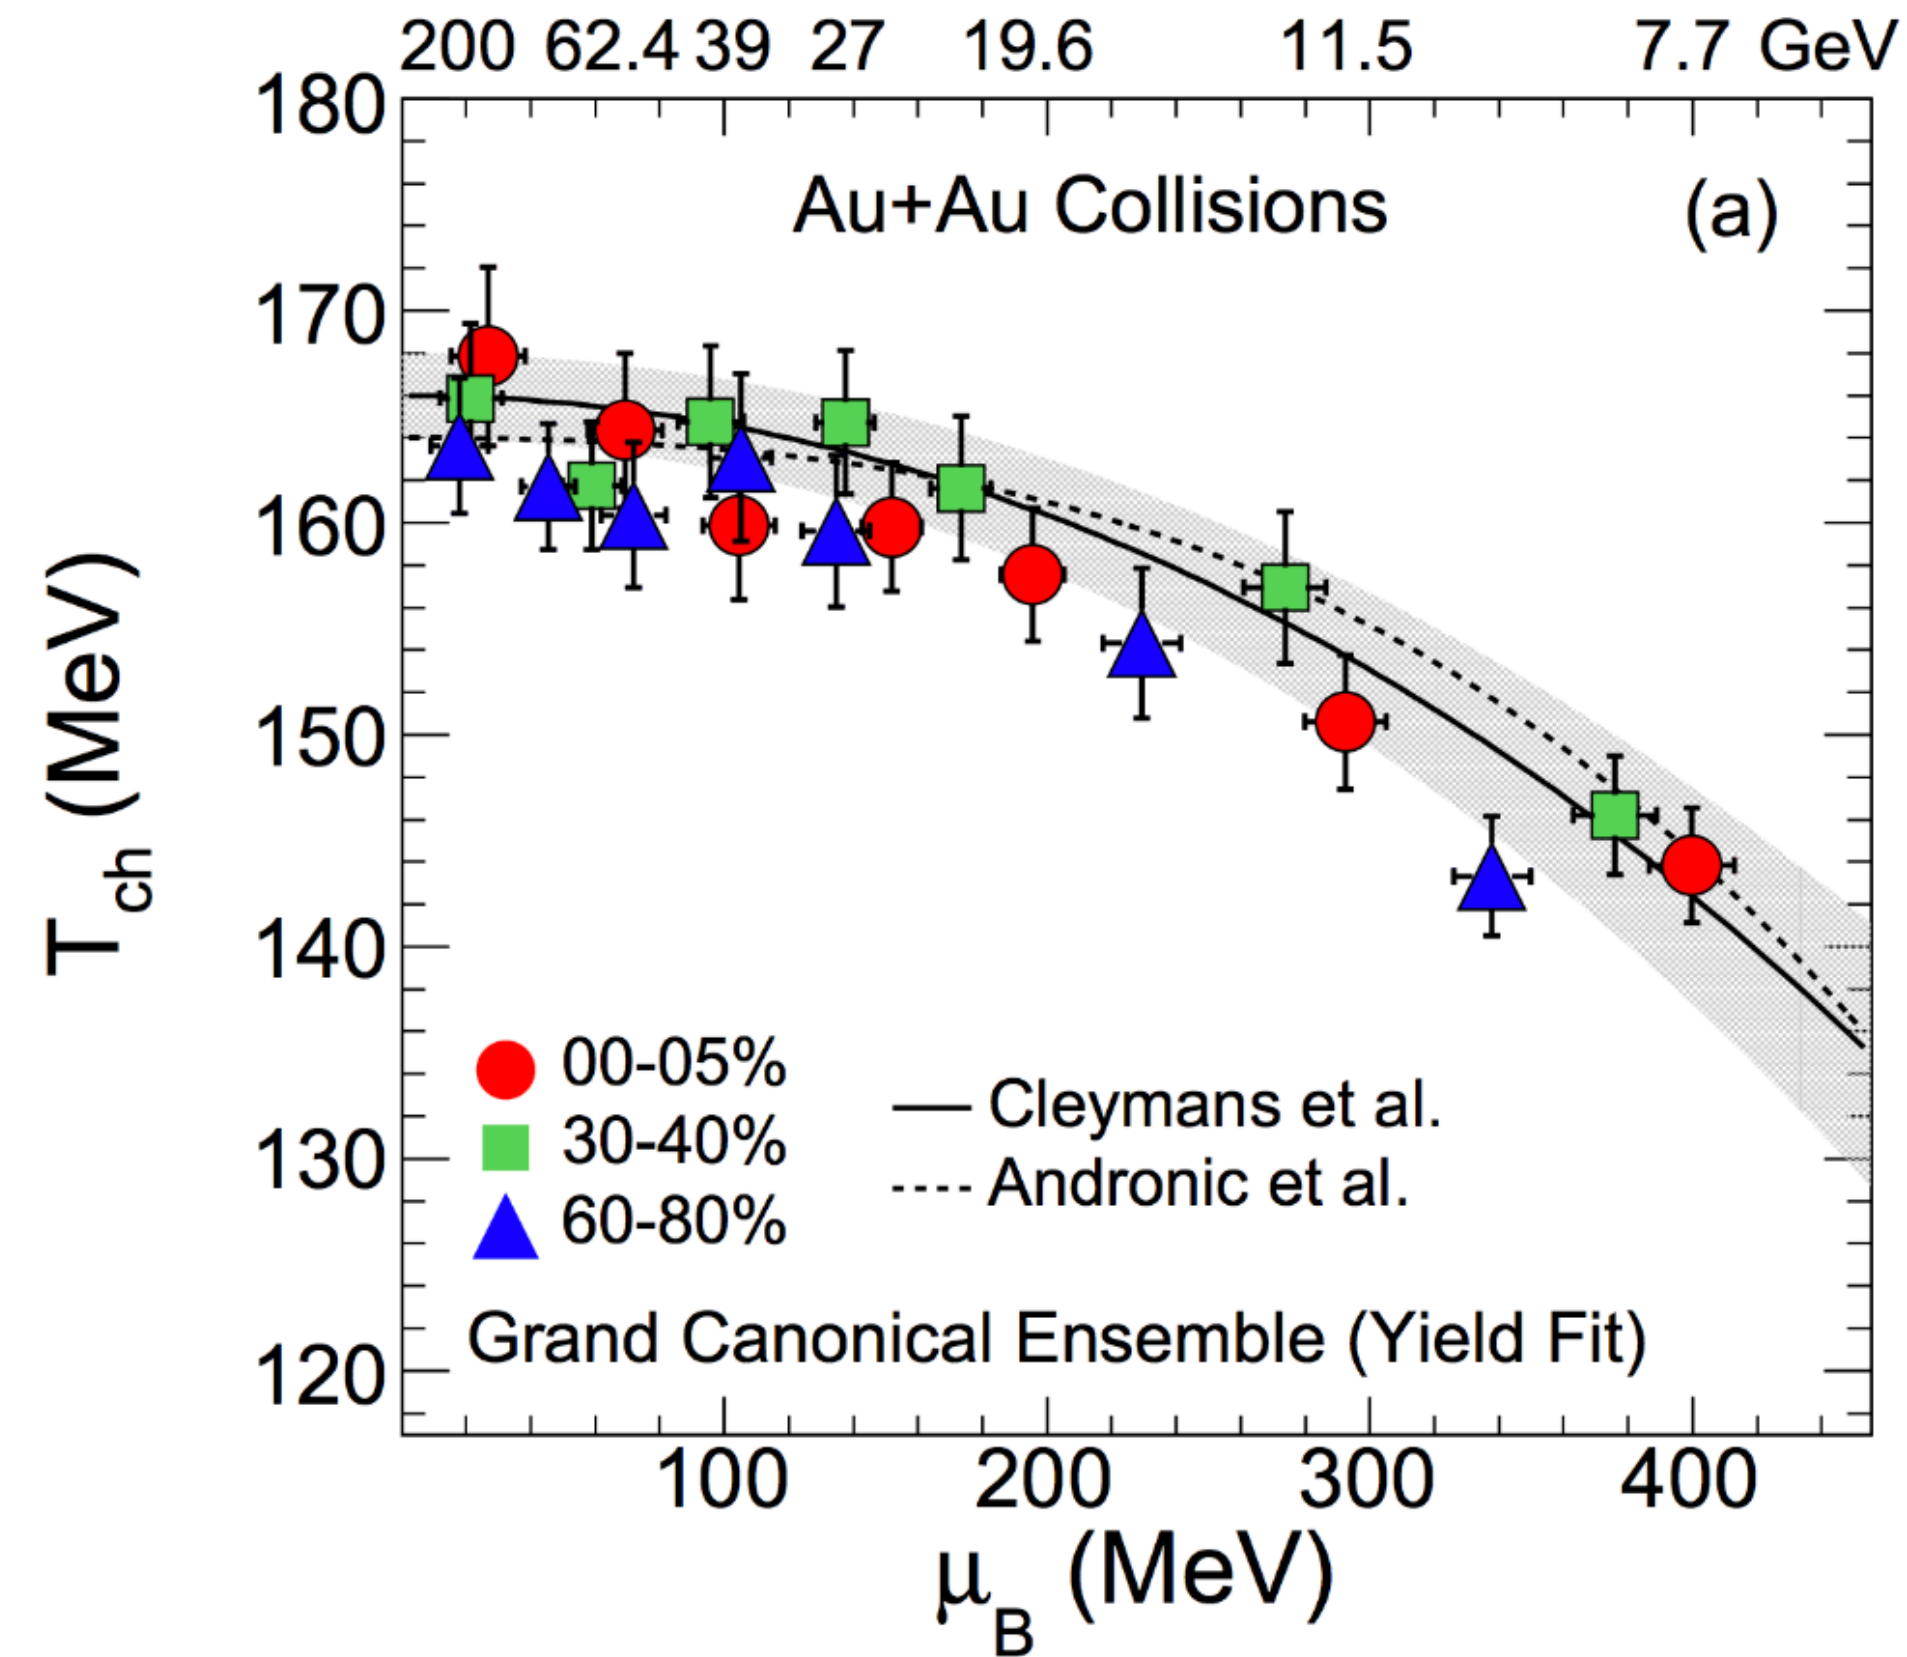 200 62.4 39 27 19.6 11.5 7.7 GeV
180
Au+Au Collisions (a)
170
160
150
140
130
120
T_ch (MeV)
00-05%
30-40%
60-80%
Cleymans et al.
Andronic et al.
Grand Canonical Ensemble (Yield Fit)
100 200 300 400
μ_B (MeV)